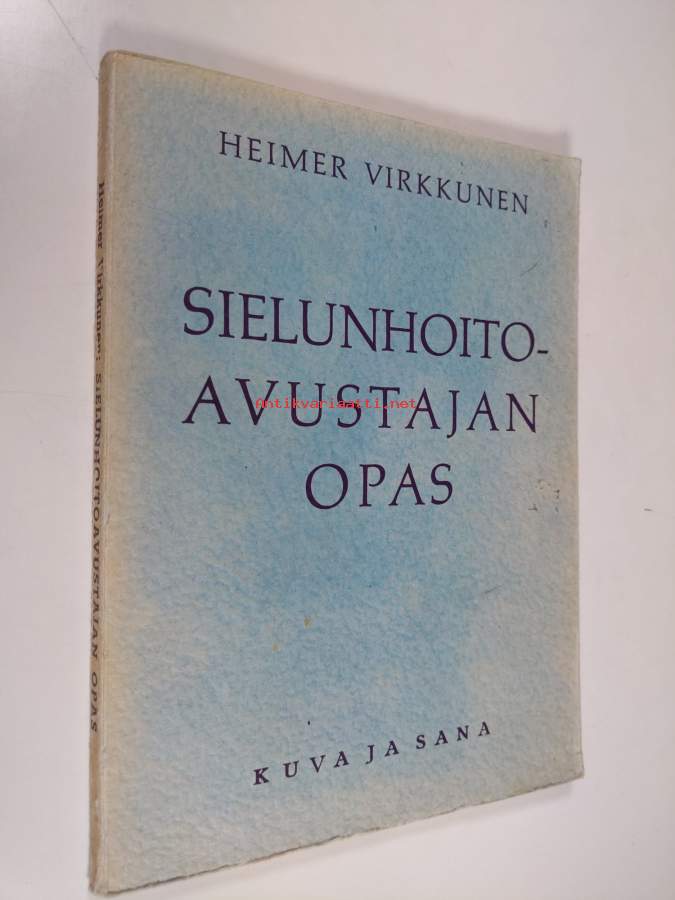 HEIMER VIRKKUNEN
SIELUNHOITO-
AVUSTAJAN
OPAS
KUVA JA SANA
Heimer Virkkunen: SIELUNHOITOAVUSTAJAN OPAS
Antikvariaatti.net